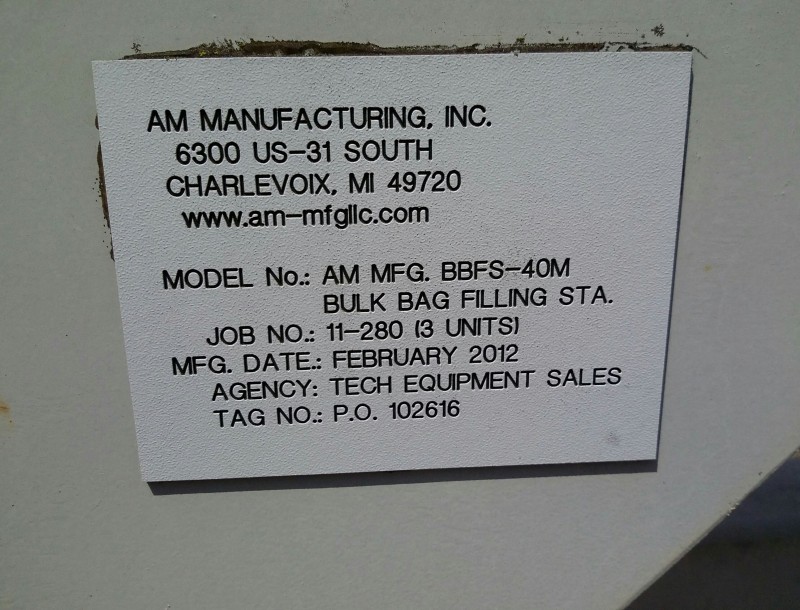 AM MANUFACTURING, INC.
6300 US-31 SOUTH
CHARLEVOIX, MI 49720
www.am-mfgllc.com
MODEL No.: AM MFG. BBFS-40M
BULK BAG FILLING STA.
JOB NO.: 11-280 (3 UNITS)
MFG. DATE.: FEBRUARY 2012
AGENCY: TECH EQUIPMENT SALES
TAG NO.: P.O. 102616